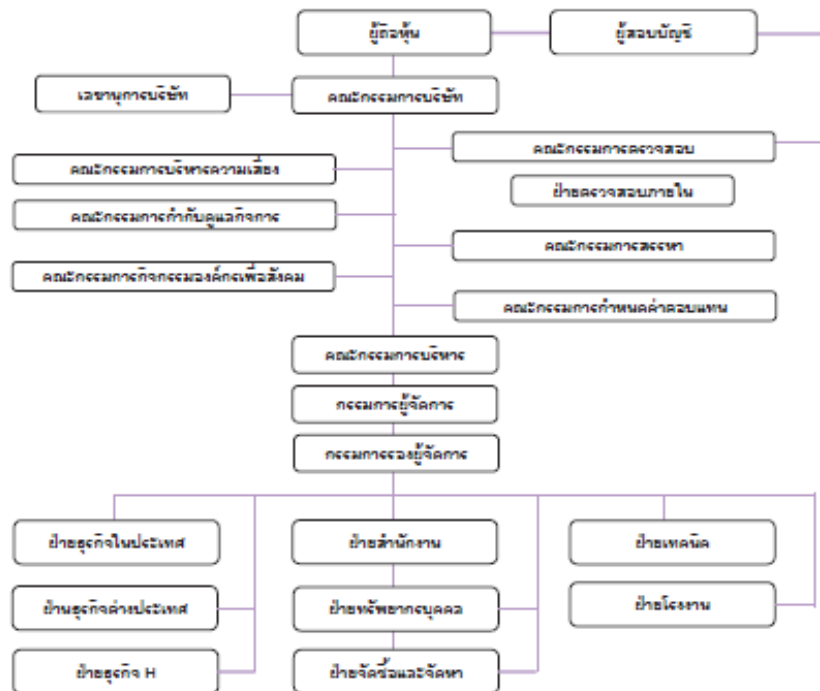 ผู้ถือหุ้น
ผู้สอบบัญชี
เลขานุการบริษัท
คณะกรรมการบริษัท
คณะกรรมการตรวจสอบ
คณะกรรมการบริหารความเสี่ยง
ฝ่ายตรวจสอบภายใน
คณะกรรมการกำกับดูแลกิจการ
คณะกรรมการสรรหา
คณะกรรมการกิจกรรมองค์กรเพื่อสังคม
คณะกรรมการกำหนดค่าตอบแทน
คณะกรรมการบริหาร
กรรมการผู้จัดการ
กรรมการรองผู้จัดการ
ฝ่ายธุรกิจในประเทศ
ฝ่ายสำนักงาน
ฝ่ายเทคนิค
ฝ่านธุรกิจต่างประเทศ
ฝ่ายทรัพยากรบุคคล
ฝ่ายโรงงาน
ฝ่ายธุรกิจ H
ฝ่ายจัดซื้อและจัดหา